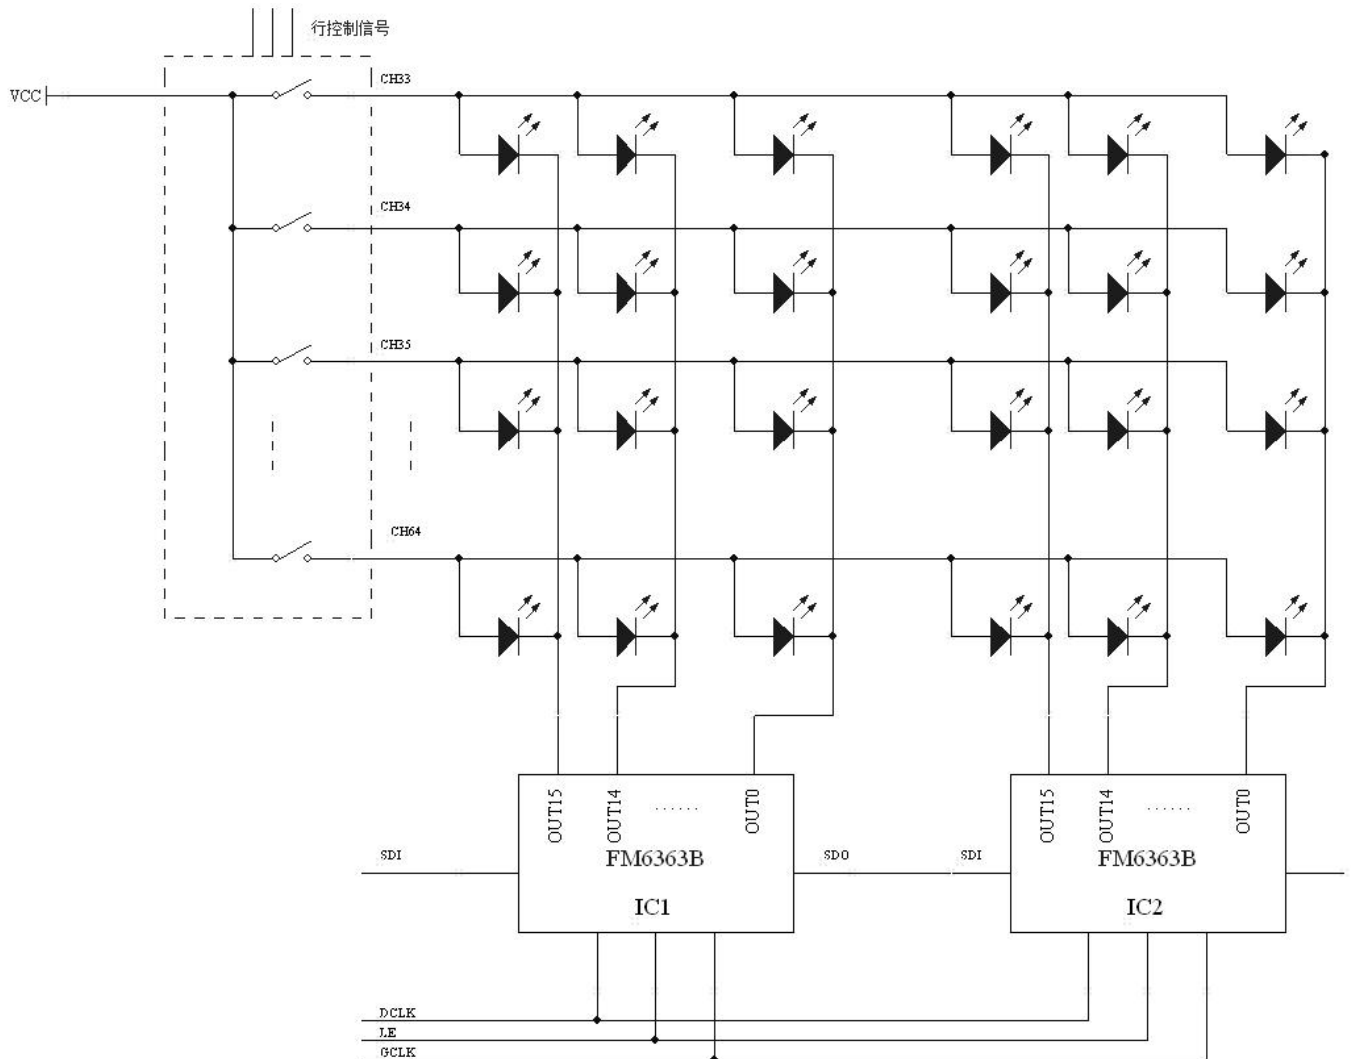 行控制信号
VCC
CH33
CH34
CH35
CH64
OUT15 OUT14 ...... OUT0
OUT15 OUT14 ...... OUT0
SDI
FM6363B
SDO
SDI
FM6363B
IC1
IC2
DCLK
LE
GCLK